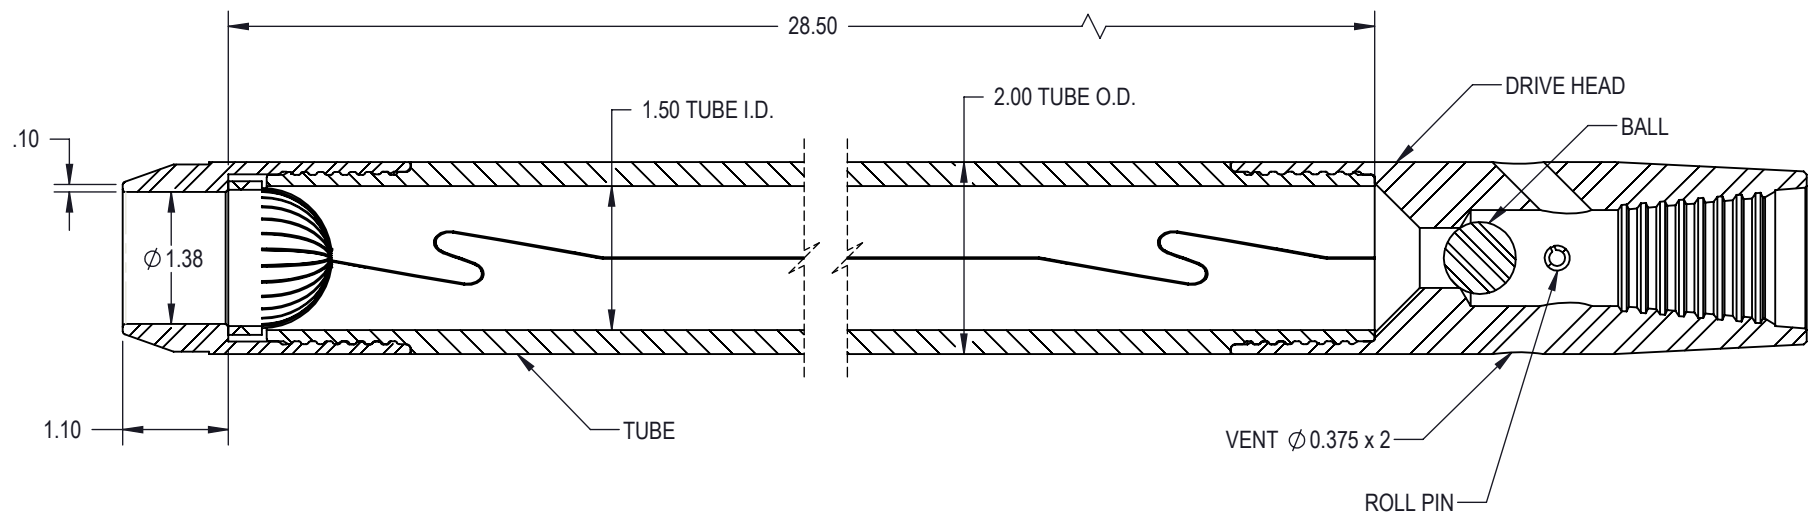 28.50
DRIVE HEAD
2.00 TUBE O.D.
1.50 TUBE I.D.
BALL
.10
Ø 1.38
1.10
TUBE
VENT Ø 0.375 x 2
ROLL PIN